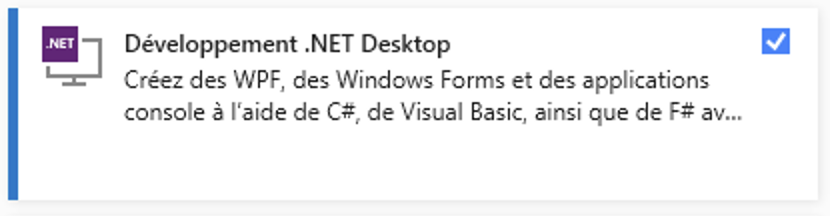 .NET
Développement .NET Desktop
Créez des WPF, des Windows Forms et des applications
console à l'aide de C#, de Visual Basic, ainsi que de F# av...